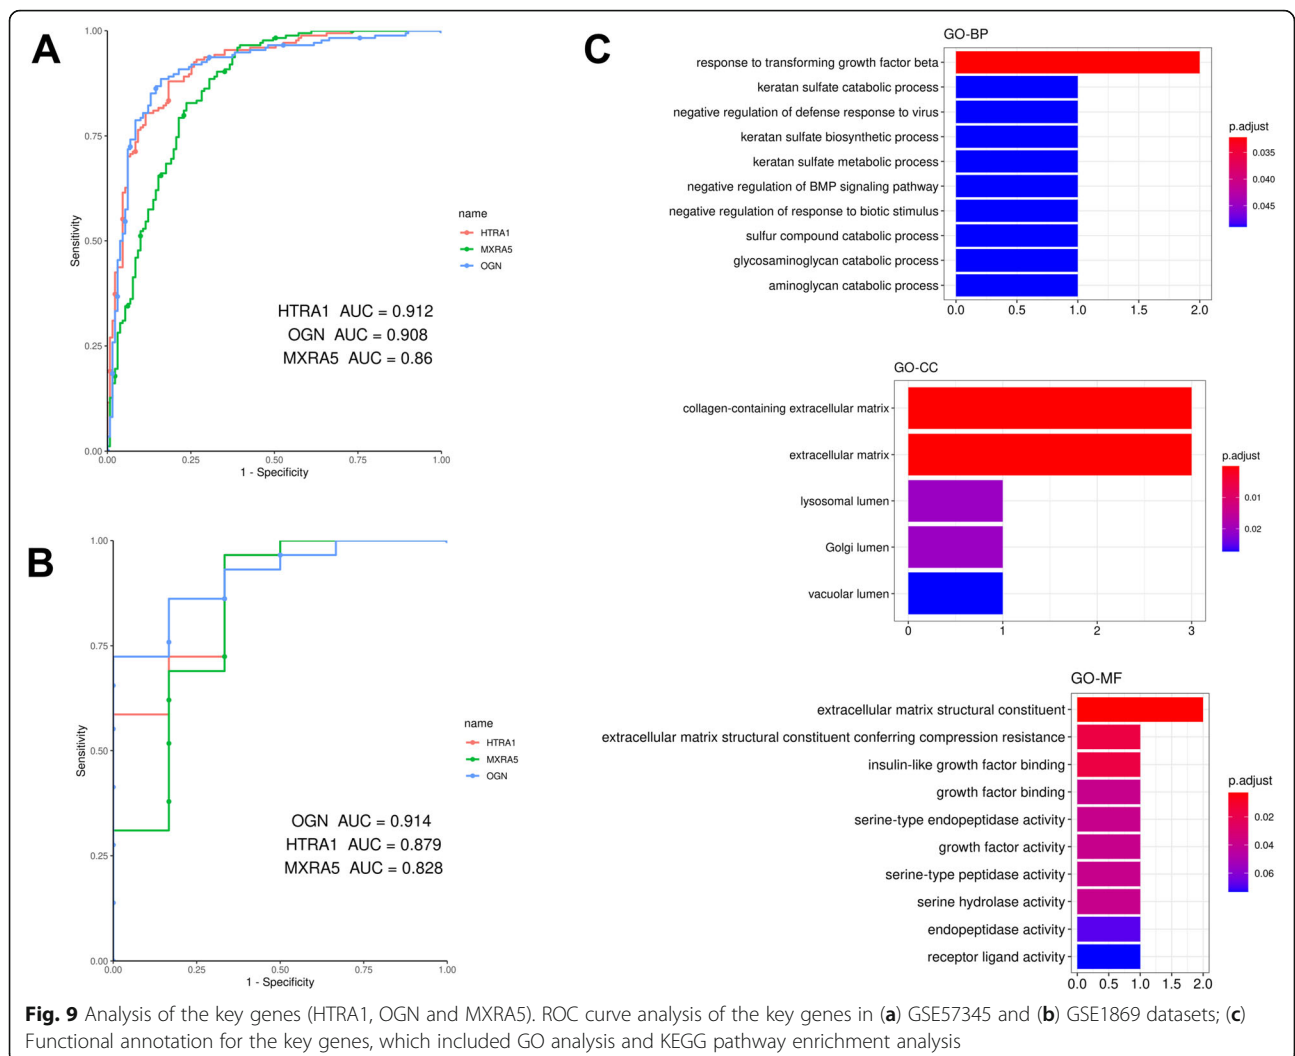 A
1.00
0.75
0.50
0.25
0.00
Sensitivity
0.00 0.25 0.50 0.75 1.00
1 - Specificity
name
HTRA1
MXRA5
OGN
HTRA1 AUC = 0.912
OGN AUC = 0.908
MXRA5 AUC = 0.86
B
1.00
0.75
0.50
0.25
0.00
Sensitivity
0.00 0.25 0.50 0.75 1.00
1 - Specificity
name
HTRA1
MXRA5
OGN
OGN AUC = 0.914
HTRA1 AUC = 0.879
MXRA5 AUC = 0.828
C
GO-BP
response to transforming growth factor beta
keratan sulfate catabolic process
negative regulation of defense response to virus
keratan sulfate biosynthetic process
keratan sulfate metabolic process
negative regulation of BMP signaling pathway
negative regulation of response to biotic stimulus
sulfur compound catabolic process
glycosaminoglycan catabolic process
aminoglycan catabolic process
0.0 0.5 1.0 1.5 2.0
p.adjust
0.035
0.040
0.045
GO-CC
collagen-containing extracellular matrix
extracellular matrix
lysosomal lumen
Golgi lumen
vacuolar lumen
0 1 2 3
p.adjust
0.01
0.02
GO-MF
extracellular matrix structural constituent
extracellular matrix structural constituent conferring compression resistance
insulin-like growth factor binding
growth factor binding
serine-type endopeptidase activity
growth factor activity
serine-type peptidase activity
serine hydrolase activity
endopeptidase activity
receptor ligand activity
0.0 0.5 1.0 1.5 2.0
p.adjust
0.02
0.04
0.06
Fig. 9 Analysis of the key genes (HTRA1, OGN and MXRA5). ROC curve analysis of the key genes in (a) GSE57345 and (b) GSE1869 datasets; (c)
Functional annotation for the key genes, which included GO analysis and KEGG pathway enrichment analysis